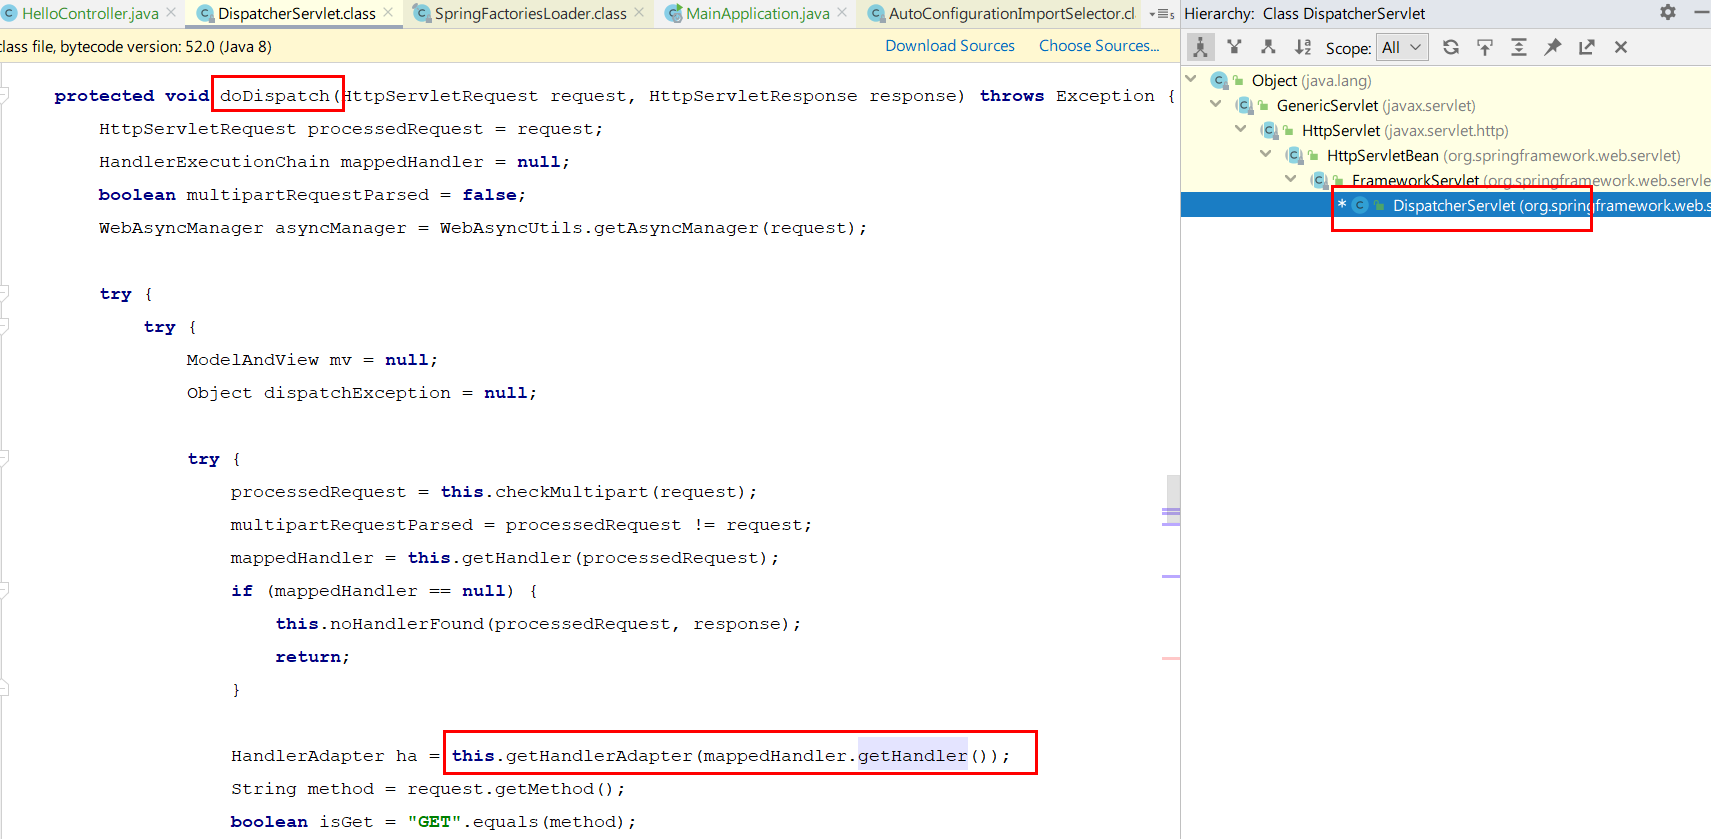 HelloController.java
DispatcherServlet.class
SpringFactoriesLoader.class
MainApplication.java
AutoConfigurationImportSelector.cl
5
Hierarchy: Class DispatcherServlet
class file, bytecode version: 52.0 (Java 8)
Download Sources
Choose Sources...
Scope: All
Object (java.lang)
GenericServlet (javax.servlet)
HttpServlet (javax.servlet.http)
HttpServletBean (org.springframework.web.servlet)
FrameworkServlet (org.springframework.web.servle
* DispatcherServlet (org.springframework.web.s
protected void doDispatch(HttpServletRequest request, HttpServletResponse response) throws Exception {
HttpServletRequest processedRequest = request;
HandlerExecutionChain mappedHandler = null;
boolean multipartRequestParsed = false;
WebAsyncManager asyncManager = WebAsyncUtils.getAsyncManager(request);
try {
try {
ModelAndView mv = null;
Object dispatchException = null;
try {
processedRequest = this.checkMultipart(request);
multipartRequestParsed = processedRequest != request;
mappedHandler = this.getHandler(processedRequest);
if (mappedHandler == null) {
this.noHandlerFound(processedRequest, response);
return;
}
HandlerAdapter ha = this.getHandlerAdapter(mappedHandler.getHandler());
String method = request.getMethod();
boolean isGet = "GET".equals(method);